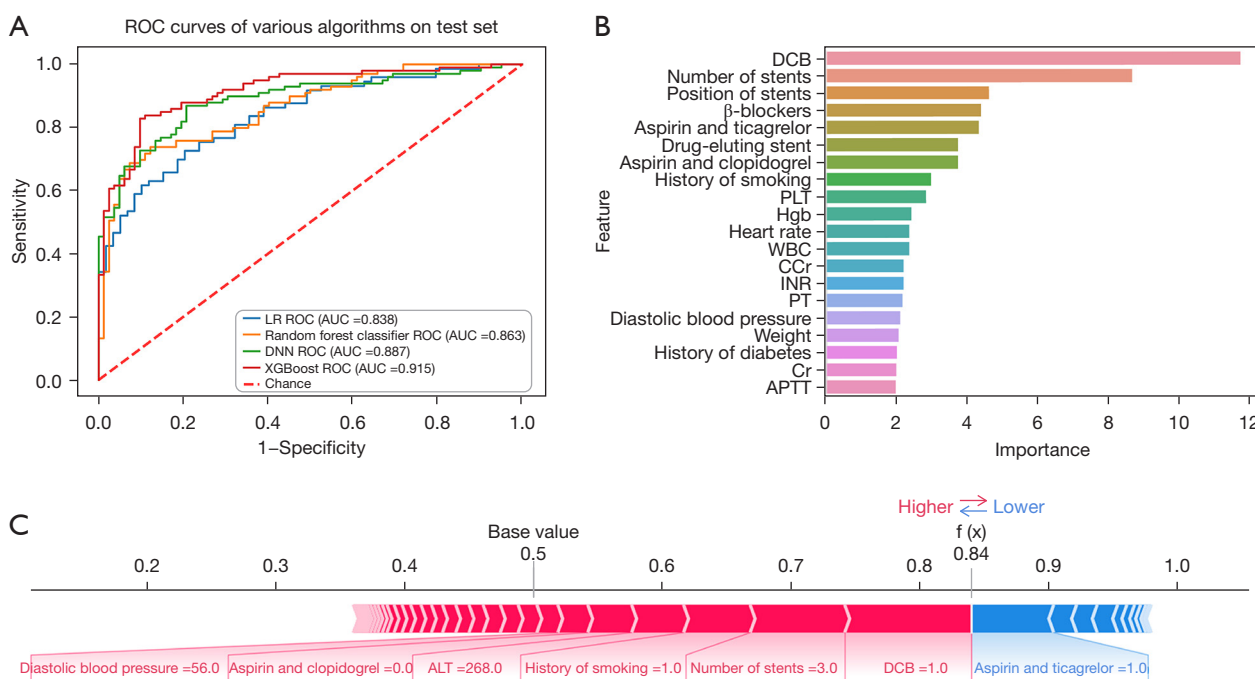 A
ROC curves of various algorithms on test set
1.0
0.8
0.6
0.4
0.2
0.0
Sensitivity
LR ROC (AUC =0.838)
Random forest classifier ROC (AUC =0.863)
DNN ROC (AUC =0.887)
XGBoost ROC (AUC =0.915)
Chance
0.0 0.2 0.4 0.6 0.8 1.0
1–Specificity
B
Feature
DCB
Number of stents
Position of stents
β-blockers
Aspirin and ticagrelor
Drug-eluting stent
Aspirin and clopidogrel
History of smoking
PLT
Hgb
Heart rate
WBC
CCr
INR
PT
Diastolic blood pressure
Weight
History of diabetes
Cr
APTT
0 2 4 6 8 10 12
Importance
C
Higher Lower
Base value f (x)
0.2 0.3 0.4 0.5 0.6 0.7 0.8 0.84 0.9 1.0
Diastolic blood pressure =56.0 Aspirin and clopidogrel =0.0 ALT =268.0 History of smoking =1.0 Number of stents =3.0 DCB =1.0 Aspirin and ticagrelor =1.0